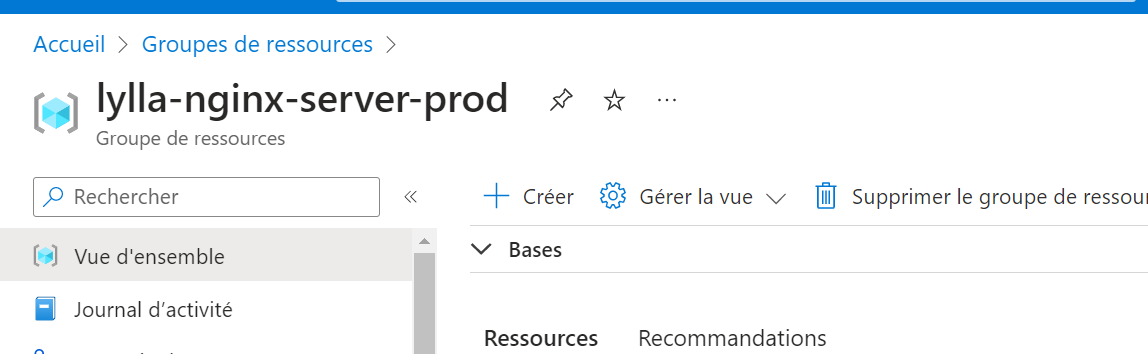 Accueil > Groupes de ressources >
lylla-nginx-server-prod
Groupe de ressources
Rechercher
Créer Gérer la vue Supprimer le groupe de ressour
Vue d'ensemble
Bases
Journal d’activité
Ressources Recommandations